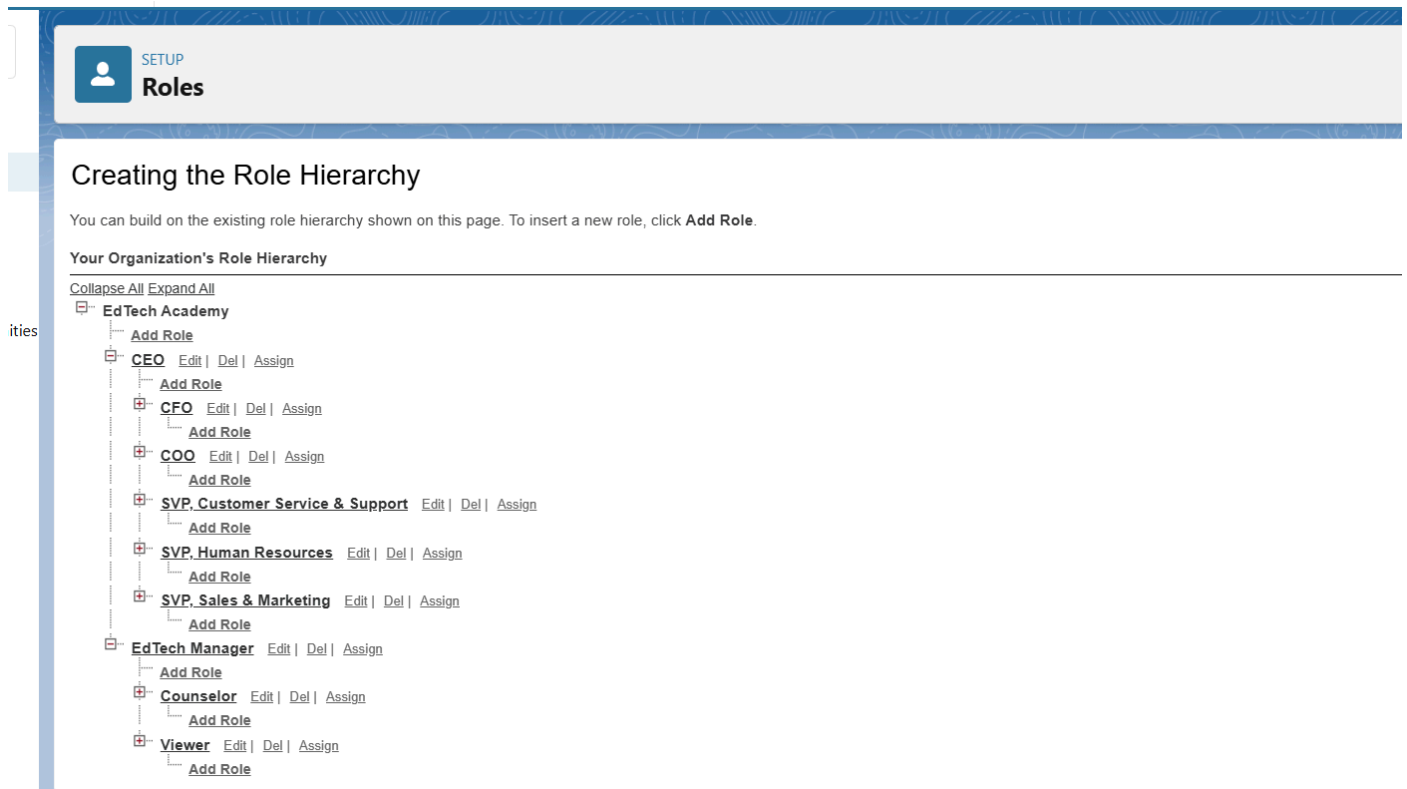 SETUP
Roles
Creating the Role Hierarchy
You can build on the existing role hierarchy shown on this page. To insert a new role, click Add Role.
Your Organization's Role Hierarchy
Collapse All Expand All
EdTech Academy
ities
Add Role
CEO Edit | Del | Assign
Add Role
CFO Edit | Del | Assign
Add Role
COO Edit | Del | Assign
Add Role
SVP, Customer Service & Support Edit | Del | Assign
Add Role
SVP, Human Resources Edit | Del | Assign
Add Role
SVP, Sales & Marketing Edit | Del | Assign
Add Role
EdTech Manager Edit | Del | Assign
Add Role
Counselor Edit | Del | Assign
Add Role
Viewer Edit | Del | Assign
Add Role